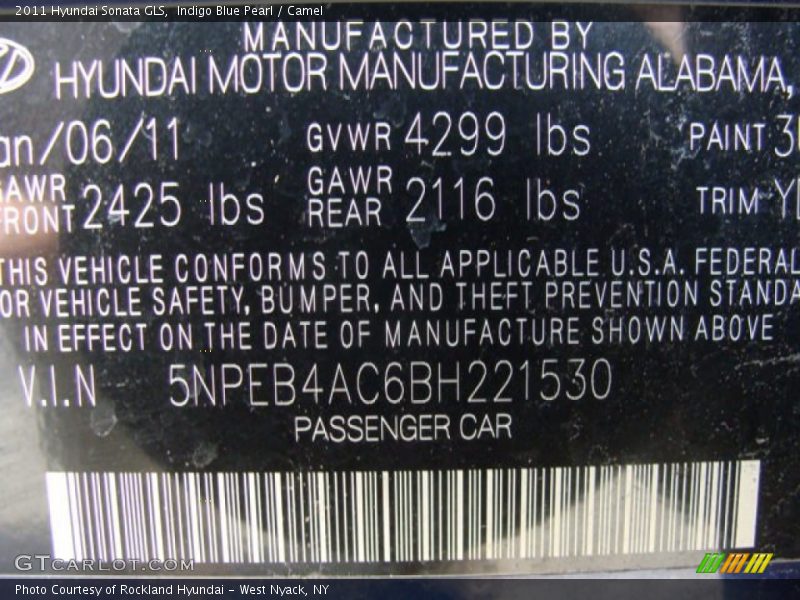 2011 Hyundai Sonata GLS, Indigo Blue Pearl / Camel
MANUFACTURED BY
HYUNDAI MOTOR MANUFACTURING ALABAMA,
an/06/11 GVWR 4299 lbs PAINT
GAWR FRONT 2425 lbs GAWR REAR 2116 lbs TRIM
THIS VEHICLE CONFORMS TO ALL APPLICABLE U.S.A. FEDERAL
OR VEHICLE SAFETY, BUMPER, AND THEFT PREVENTION STANDA
IN EFFECT ON THE DATE OF MANUFACTURE SHOWN ABOVE
V.I.N 5NPEB4AC6BH221530
PASSENGER CAR
GTCARLOT.COM
Photo Courtesy of Rockland Hyundai - West Nyack, NY